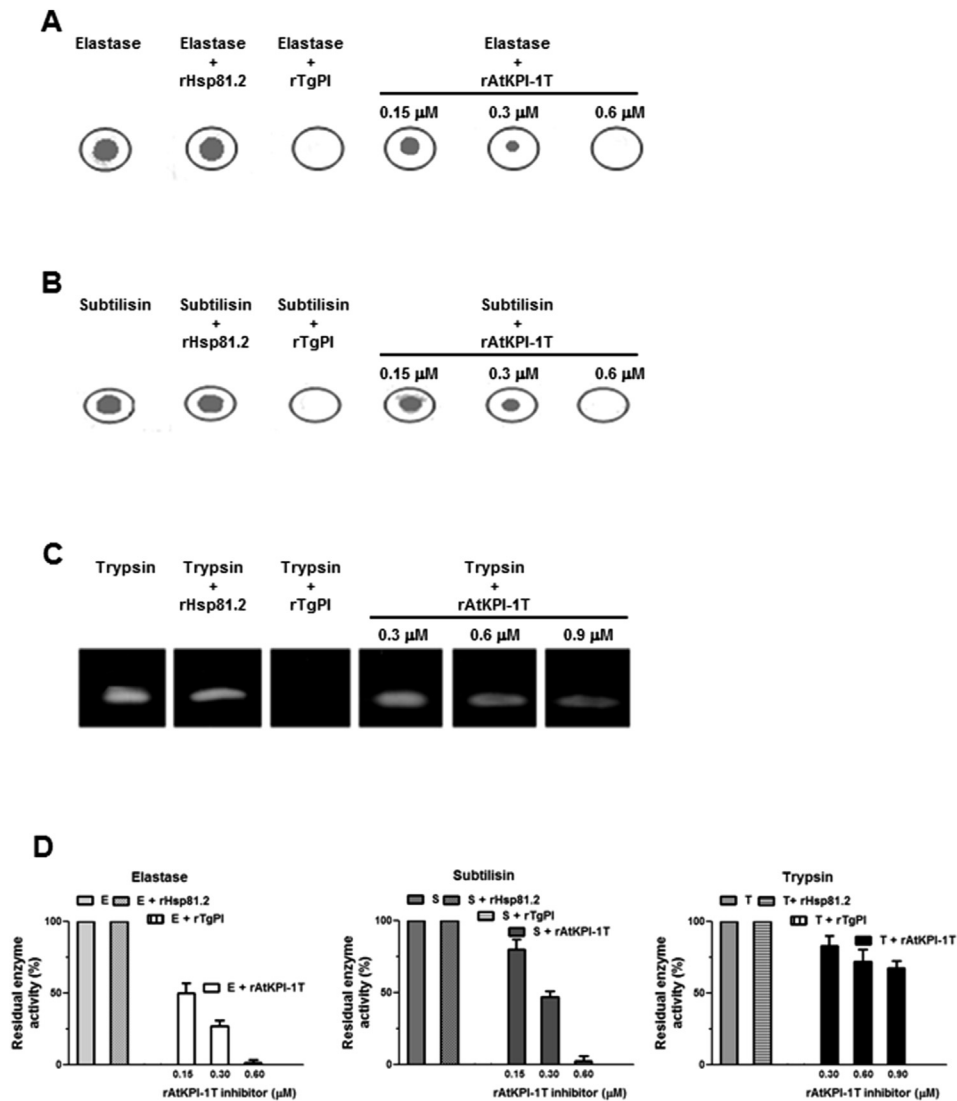 A
Elastase
Elastase + rHsp81.2
Elastase + rTgPI
Elastase + rAtKPI-1T
0.15 μM 0.3 μM 0.6 μM
B
Subtilisin
Subtilisin + rHsp81.2
Subtilisin + rTgPI
Subtilisin + rAtKPI-1T
0.15 μM 0.3 μM 0.6 μM
C
Trypsin
Trypsin + rHsp81.2
Trypsin + rTgPI
Trypsin + rAtKPI-1T
0.3 μM 0.6 μM 0.9 μM
D
Elastase
E E + rHsp81.2
E + rTgPI
E + rAtKPI-1T
Residual enzyme activity (%)
100
50
0
0.15 0.30 0.60
rAtKPI-1T inhibitor (μM)
Subtilisin
S S + rHsp81.2
S + rTgPI
S + rAtKPI-1T
Residual enzyme activity (%)
100
50
0
0.15 0.30 0.60
rAtKPI-1T inhibitor (μM)
Trypsin
T T+ rHsp81.2
T + rTgPI
T + rAtKPI-1T
Residual enzyme activity (%)
100
50
0
0.30 0.60 0.90
rAtKPI-1T inhibitor (μM)